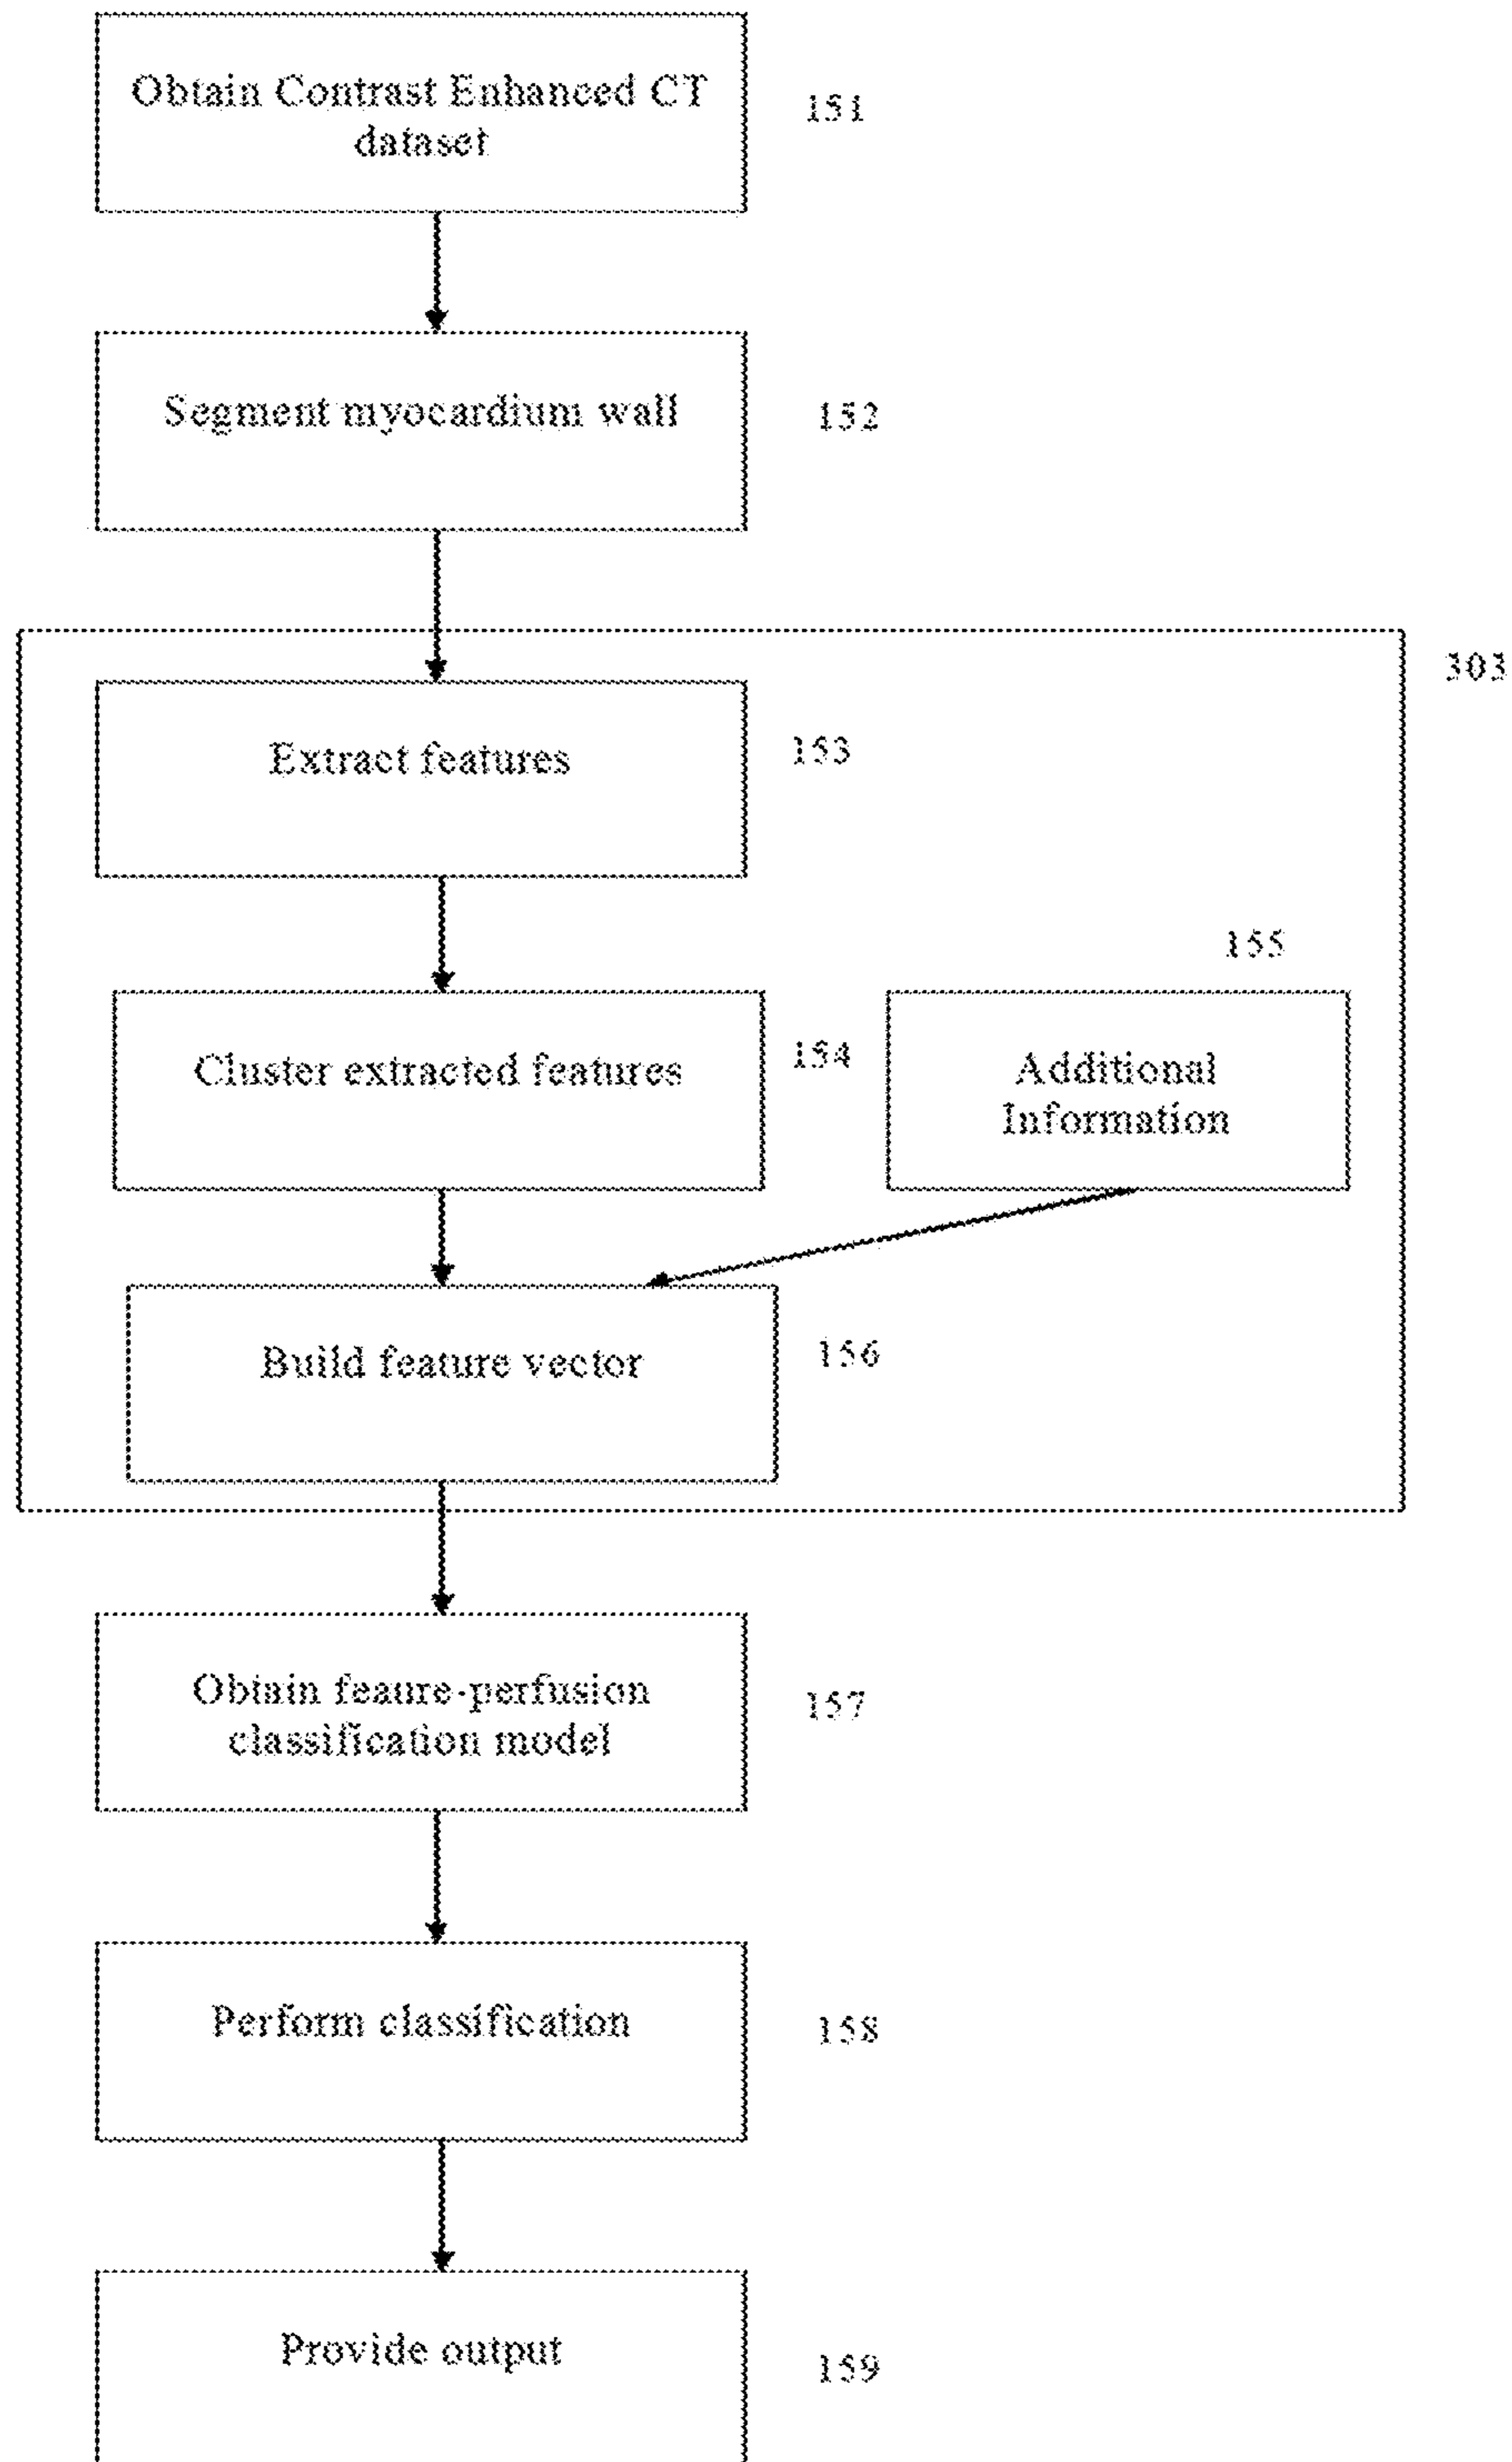 Obtain Contrast Enhanced CT
dataset
151
Segment myocardium wall
152
303
Extract features
153
155
Cluster extracted features
154
Additional
Information
Build feature vector
156
Obtain feaure-perfusion
classification model
157
Perform classification
158
Provide output
159